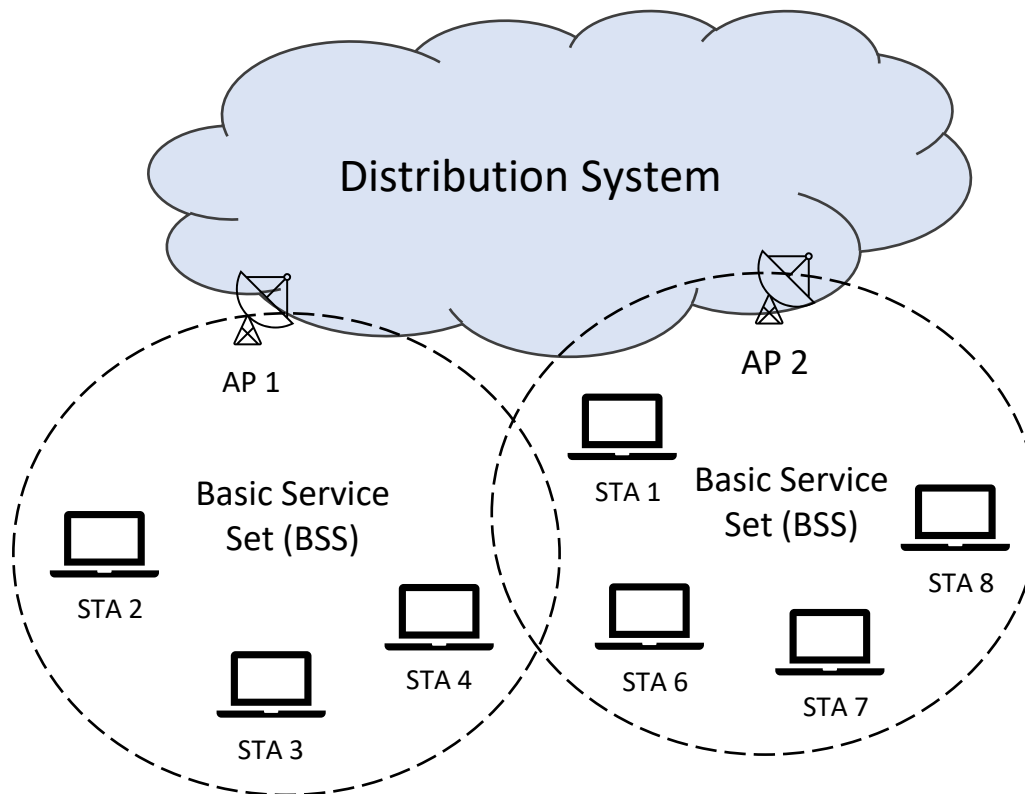 Distribution System
AP 1
AP 2
STA 1
Basic Service
Set (BSS)
Basic Service
Set (BSS)
STA 2
STA 8
STA 4
STA 6
STA 7
STA 3